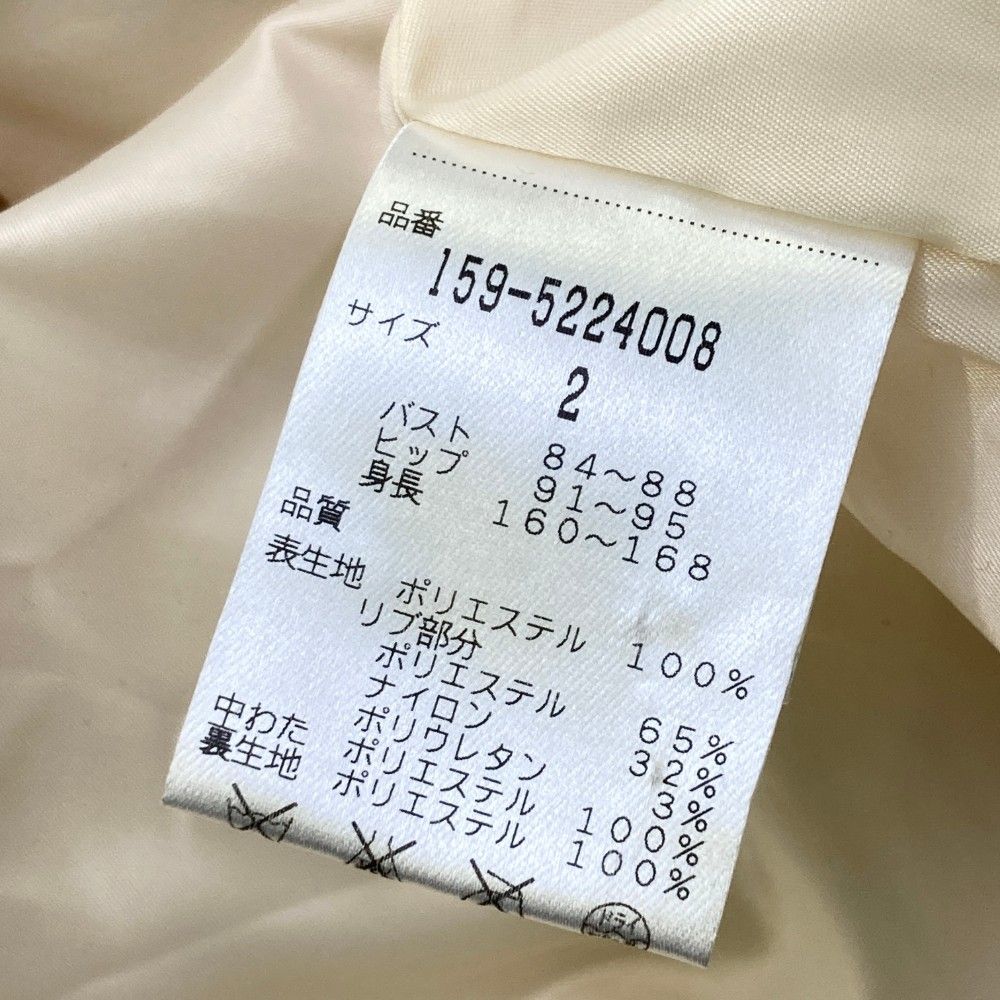 品番
159-5224008
サイズ
2
バスト 84〜88
ヒップ 91〜95
身長 160〜168
品質
表生地 ポリエステル 100%
リブ部分
ポリエステル 65%
ナイロン 32%
ポリウレタン 3%
中わた ポリエステル 100%
裏生地 ポリエステル 100%
ドライ